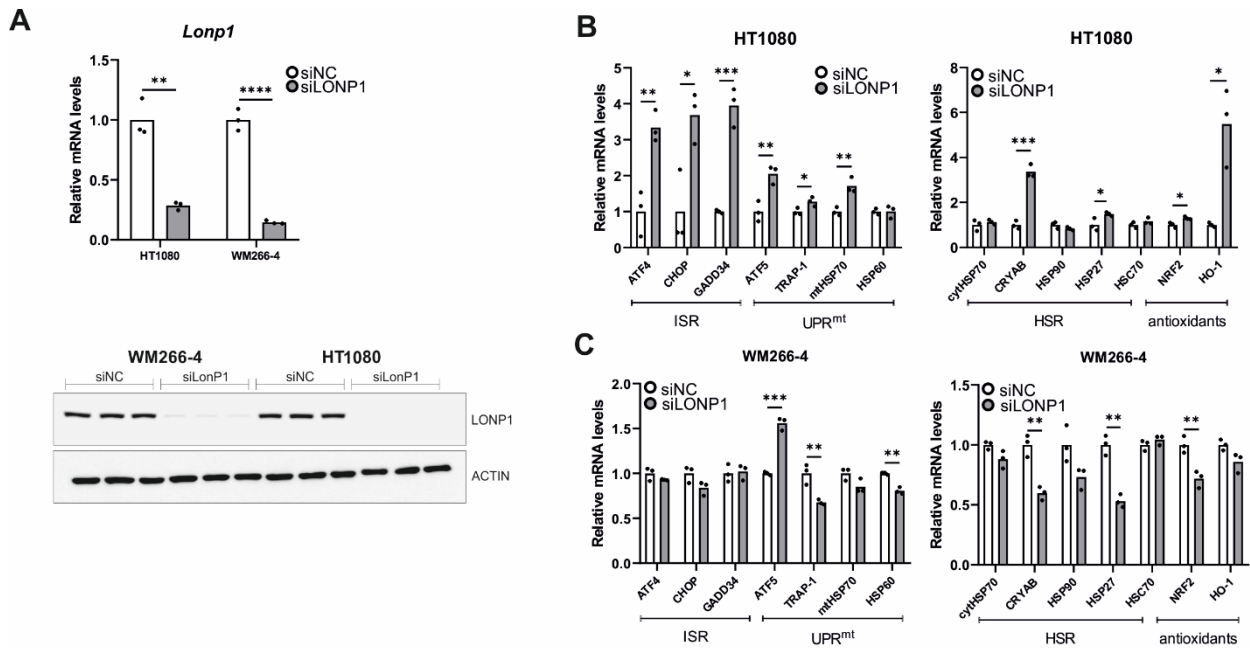 A
Lonp1
Relative mRNA levels
1.5
1.0
0.5
0.0
** ****
siNC
siLONP1
HT1080 WM266-4
WM266-4 HT1080
siNC siLonP1 siNC siLonP1
LONP1
ACTIN
B
HT1080
Relative mRNA levels
5
4
3
2
1
0
** * *** ** * **
siNC
siLONP1
ATF4 CHOP GADD34 ATF5 TRAP-1 mtHSP70 HSP60
ISR UPRmt
HT1080
Relative mRNA levels
8
6
4
2
0
*** * * *
siNC
siLONP1
cytHSP70 CRYAB HSP90 HSP27 HSC70 NRF2 HO-1
HSR antioxidants
C
WM266-4
Relative mRNA levels
2.0
1.5
1.0
0.5
0.0
siNC
siLONP1
*** ** **
ATF4 CHOP GADD34 ATF5 TRAP-1 mtHSP70 HSP60
ISR UPRmt
WM266-4
Relative mRNA levels
1.5
1.0
0.5
0.0
siNC
siLONP1
** ** **
cytHSP70 CRYAB HSP90 HSP27 HSC70 NRF2 HO-1
HSR antioxidants